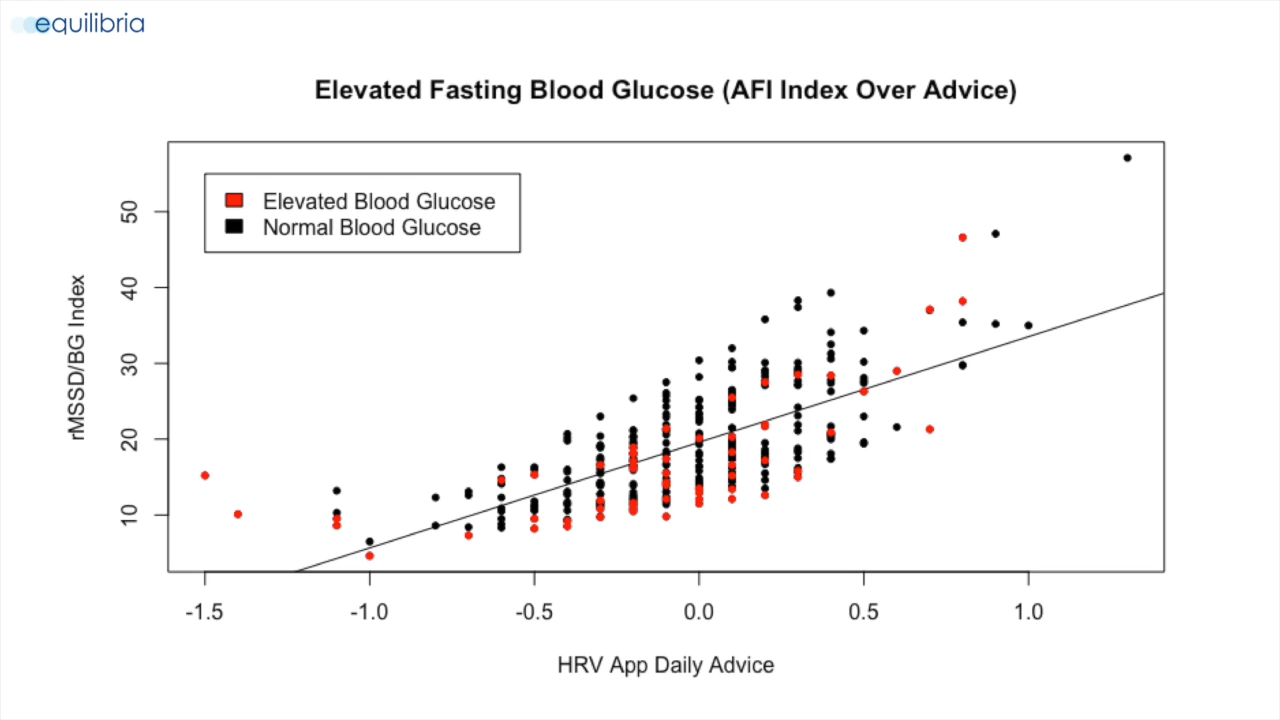 equilibria
Elevated Fasting Blood Glucose (AFI Index Over Advice)
Elevated Blood Glucose
Normal Blood Glucose
rMSSD/BG Index
50
40
30
20
10
-1.5 -1.0 -0.5 0.0 0.5 1.0
HRV App Daily Advice